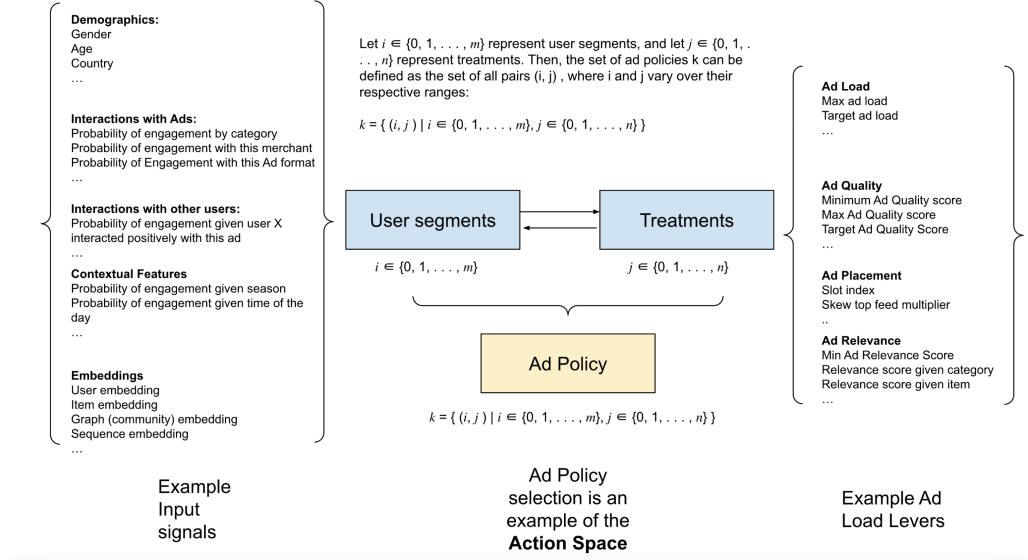 Demographics:
Gender
Age
Country
…
Interactions with Ads:
Probability of engagement by category
Probability of engagement with this merchant
Probability of Engagement with this Ad format
…
Interactions with other users:
Probability of engagement given user X
interacted positively with this ad
…
Contextual Features
Probability of engagement given season
Probability of engagement given time of the
day
…
Embeddings
User embedding
Item embedding
Graph (community) embedding
Sequence embedding
…
Example
Input
signals
Let i ∈ {0, 1, . . . , m} represent user segments, and let j ∈ {0, 1, .
. . , n} represent treatments. Then, the set of ad policies k can be
defined as the set of all pairs (i, j) , where i and j vary over their
respective ranges:
k = { (i, j ) | i ∈ {0, 1, . . . , m}, j ∈ {0, 1, . . . , n} }
User segments
Treatments
i ∈ {0, 1, . . . , m}
j ∈ {0, 1, . . . , n}
Ad Policy
k = { (i, j ) | i ∈ {0, 1, . . . , m}, j ∈ {0, 1, . . . , n} }
Ad Policy
selection is an
example of the
Action Space
Ad Load
Max ad load
Target ad load
…
Ad Quality
Minimum Ad Quality score
Max Ad Quality score
Target Ad Quality Score
…
Ad Placement
Slot index
Skew top feed multiplier
..
Ad Relevance
Min Ad Relevance Score
Relevance score given category
Relevance score given item
…
Example Ad
Load Levers